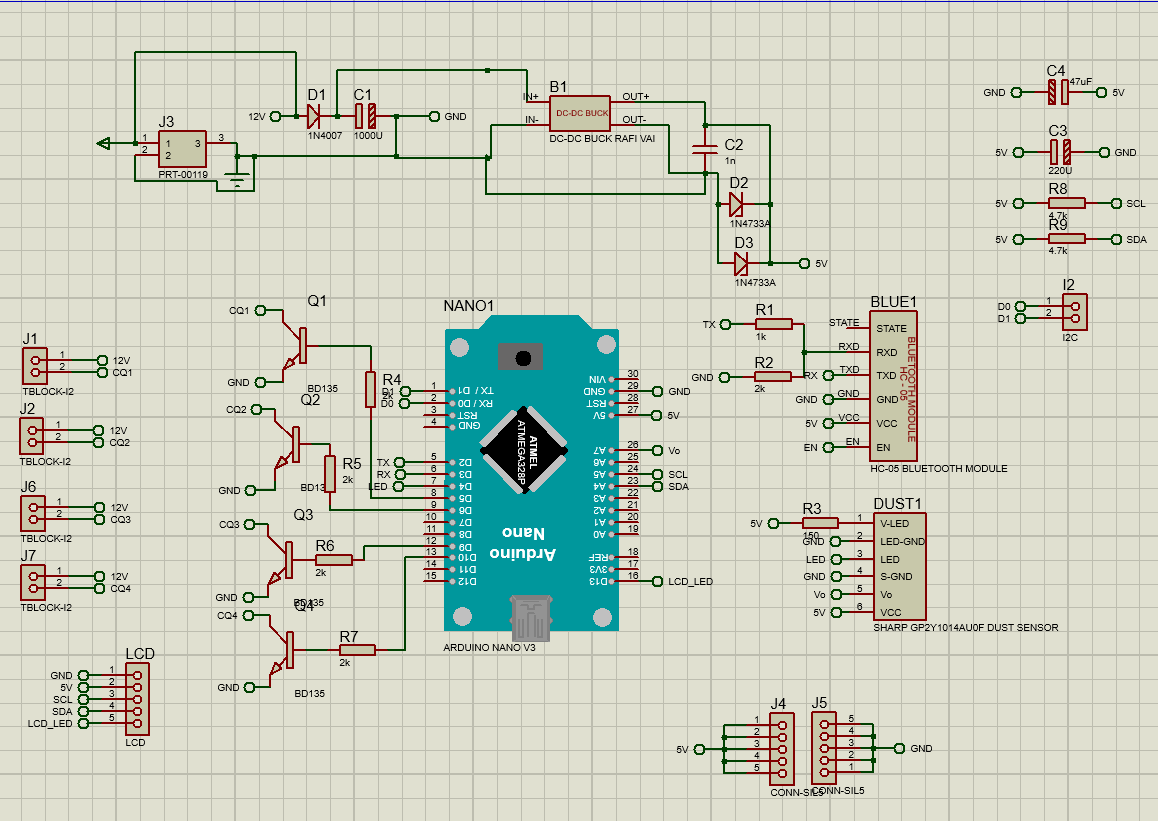 B1
IN+
OUT+
DC-DC BUCK
IN-
OUT-
DC-DC BUCK RAFI VAI
D1
C1
12V
GND
1N4007
1000U
J3
1
2
1
2
3
3
PRT-00119
C2
1n
D2
1N4733A
D3
1N4733A
5V
C4
GND
47uF
5V
C3
5V
GND
220U
R8
5V
SCL
4.7k
R9
5V
SDA
4.7k
I2
D0
1
D1
2
I2C
Q1
CQ1
GND
BD135
R4
2k
Q2
CQ2
GND
BD13
R5
2k
Q3
CQ3
GND
BD135
R6
2k
Q4
CQ4
GND
BD135
R7
2k
J1
1
12V
2
CQ1
TBLOCK-I2
J2
1
12V
2
CQ2
TBLOCK-I2
J6
1
12V
2
CQ3
TBLOCK-I2
J7
1
12V
2
CQ4
TBLOCK-I2
LCD
GND
1
5V
2
SCL
3
SDA
4
LCD_LED
5
LCD
NANO1
D1
1
TX / D1
D0
2
RX / D0
3
RST
4
GND
TX
5
D2
RX
6
D3
LED
7
D4
8
D5
9
D6
10
D7
11
D8
12
D9
13
D10
14
D11
15
D12
VIN
30
GND
29
GND
RST
28
5V
27
5V
A7
26
Vo
A6
25
A5
24
SCL
A4
23
SDA
A3
22
A2
21
A1
20
A0
19
REF
18
3V3
17
D13
16
LCD_LED
ATMEL
ATMEGA328P
Arduino
Nano
ARDUINO NANO V3
R1
TX
1k
R2
GND
2k
BLUE1
STATE
STATE
RXD
RXD
RX
TXD
TXD
GND
GND
GND
5V
VCC
VCC
EN
EN
EN
BLUETOOTH MODULE
HC - 05
HC-05 BLUETOOTH MODULE
R3
5V
150
DUST1
1
V-LED
GND
2
LED-GND
LED
3
LED
GND
4
S-GND
Vo
5
Vo
5V
6
VCC
SHARP GP2Y1014AU0F DUST SENSOR
J4
5V
1
2
3
4
5
CONN-SIL5
J5
5
4
3
2
1
GND
CONN-SIL5